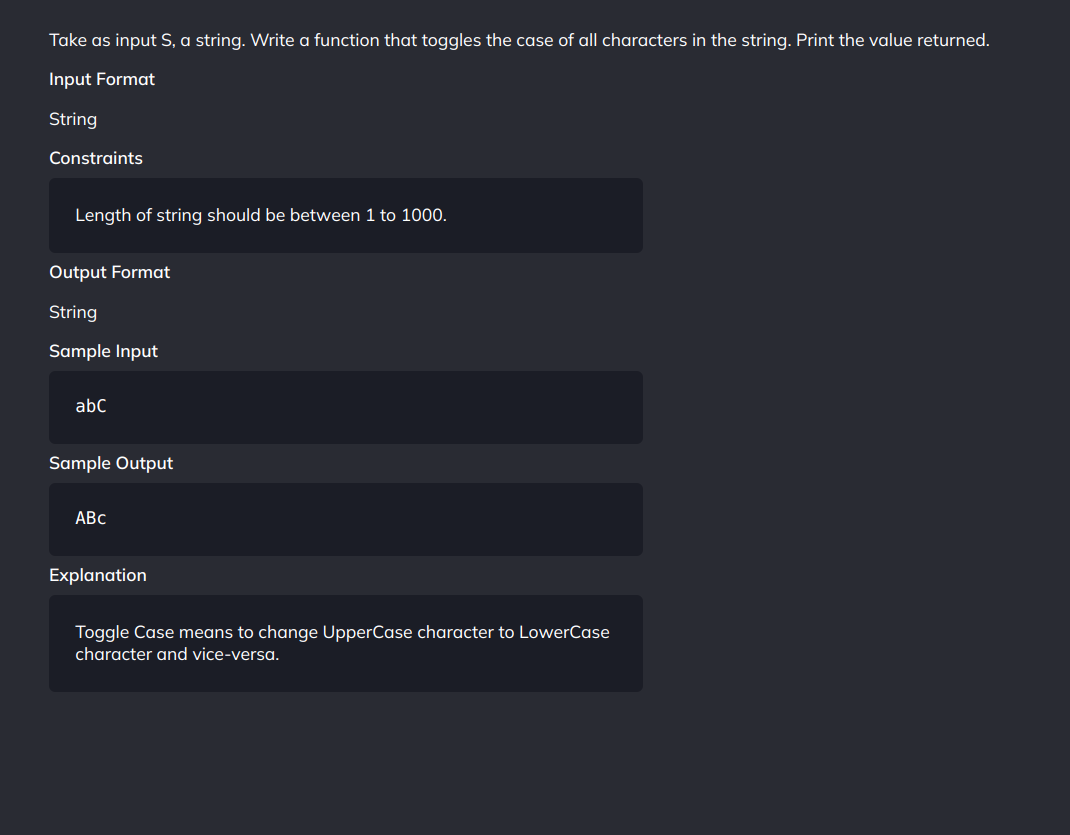 Take as input S, a string. Write a function that toggles the case of all characters in the string. Print the value returned.
Input Format
String
Constraints
Length of string should be between 1 to 1000.
Output Format
String
Sample Input
abC
Sample Output
ABc
Explanation
Toggle Case means to change UpperCase character to LowerCase
character and vice-versa.